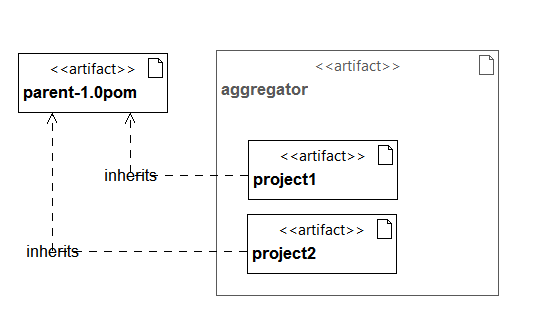 <<artifact>>
parent-1.0pom
<<artifact>>
aggregator
<<artifact>>
project1
inherits
<<artifact>>
project2
inherits